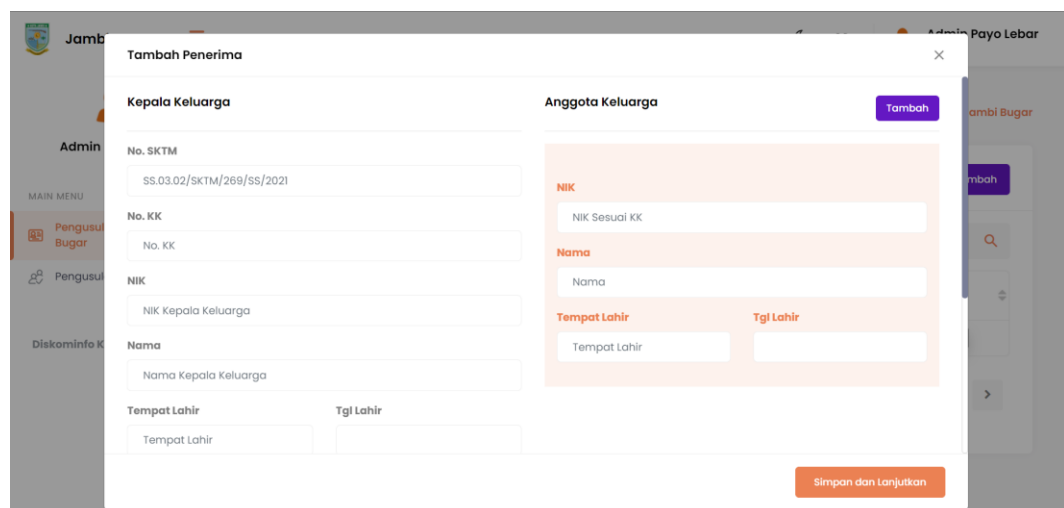 Jamb
Admin Payo Lebar
Tambah Penerima
Kepala Keluarga
Anggota Keluarga
Tambah
ambi Bugar
Admin
No. SKTM
SS.03.02/SKTM/269/SS/2021
NIK
mbah
MAIN MENU
No. KK
NIK Sesuai KK
Pengusul
Bugar
No. KK
Nama
Pengusul
NIK
Nama
NIK Kepala Keluarga
Tempat Lahir
Tgl Lahir
Diskominfo K
Nama
Tempat Lahir
Nama Kepala Keluarga
Tempat Lahir
Tgl Lahir
Tempat Lahir
Simpan dan Lanjutkan